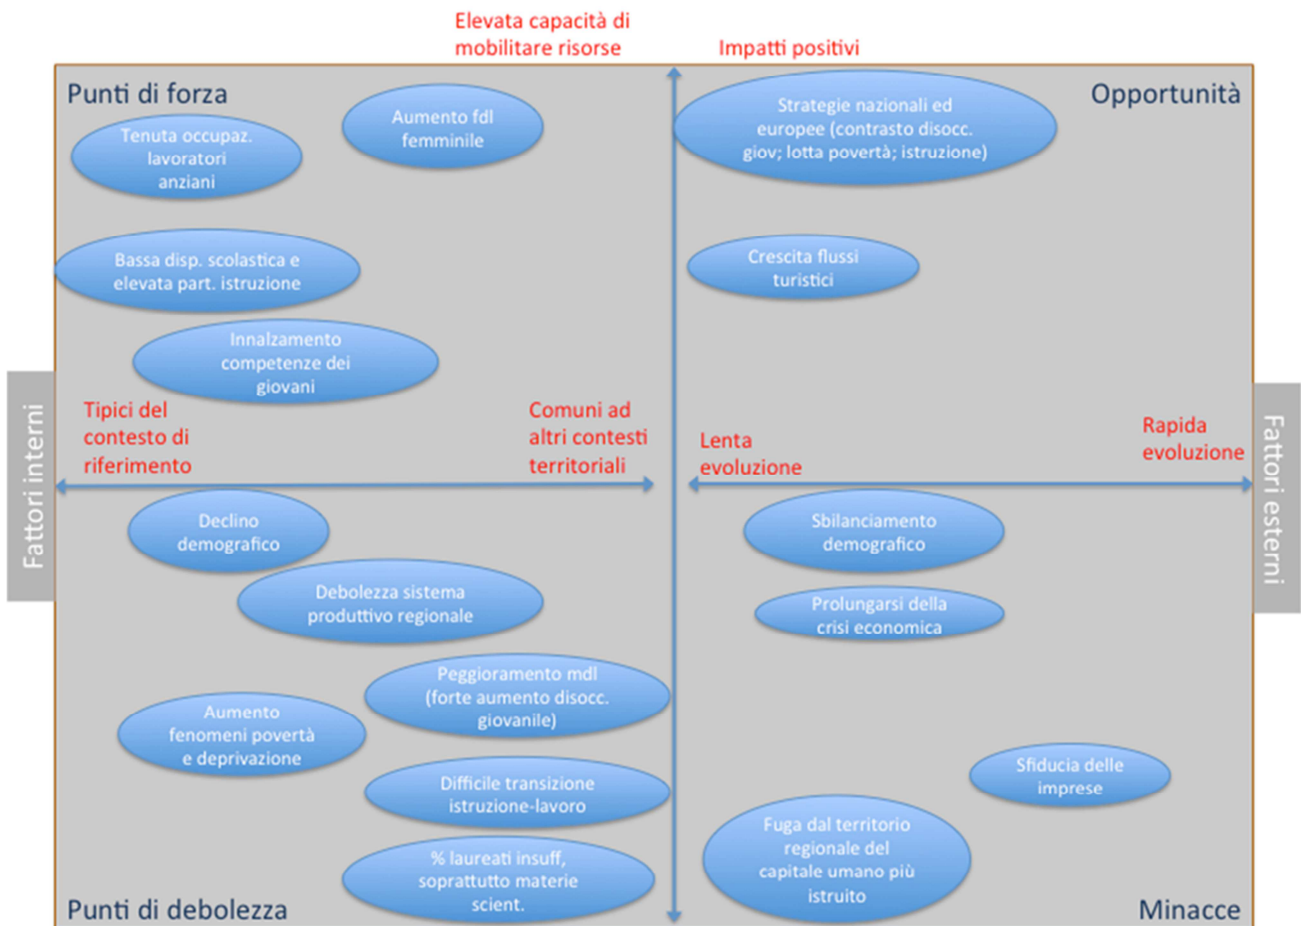 Elevata capacità di
mobilitare risorse
Impatti positivi
Punti di forza
Opportunità
Tenuta occupaz.
lavoratori
anziani
Aumento fdl
femminile
Strategie nazionali ed
europee (contrasto disocc.
giov; lotta povertà; istruzione)
Bassa disp. scolastica e
elevata part. istruzione
Crescita flussi
turistici
Innalzamento
competenze dei
giovani
Fattori interni
Tipici del
contesto di
riferimento
Comuni ad
altri contesti
territoriali
Lenta
evoluzione
Rapida
evoluzione
Fattori esterni
Declino
demografico
Sbilanciamento
demografico
Debolezza sistema
produttivo regionale
Prolungarsi della
crisi economica
Peggioramento mdl
(forte aumento disocc.
giovanile)
Aumento
fenomeni povertà
e deprivazione
Sfiducia delle
imprese
Difficile transizione
istruzione-lavoro
Fuga dal territorio
regionale del
capitale umano più
istruito
% laureati insuff,
soprattutto materie
scient.
Punti di debolezza
Minacce